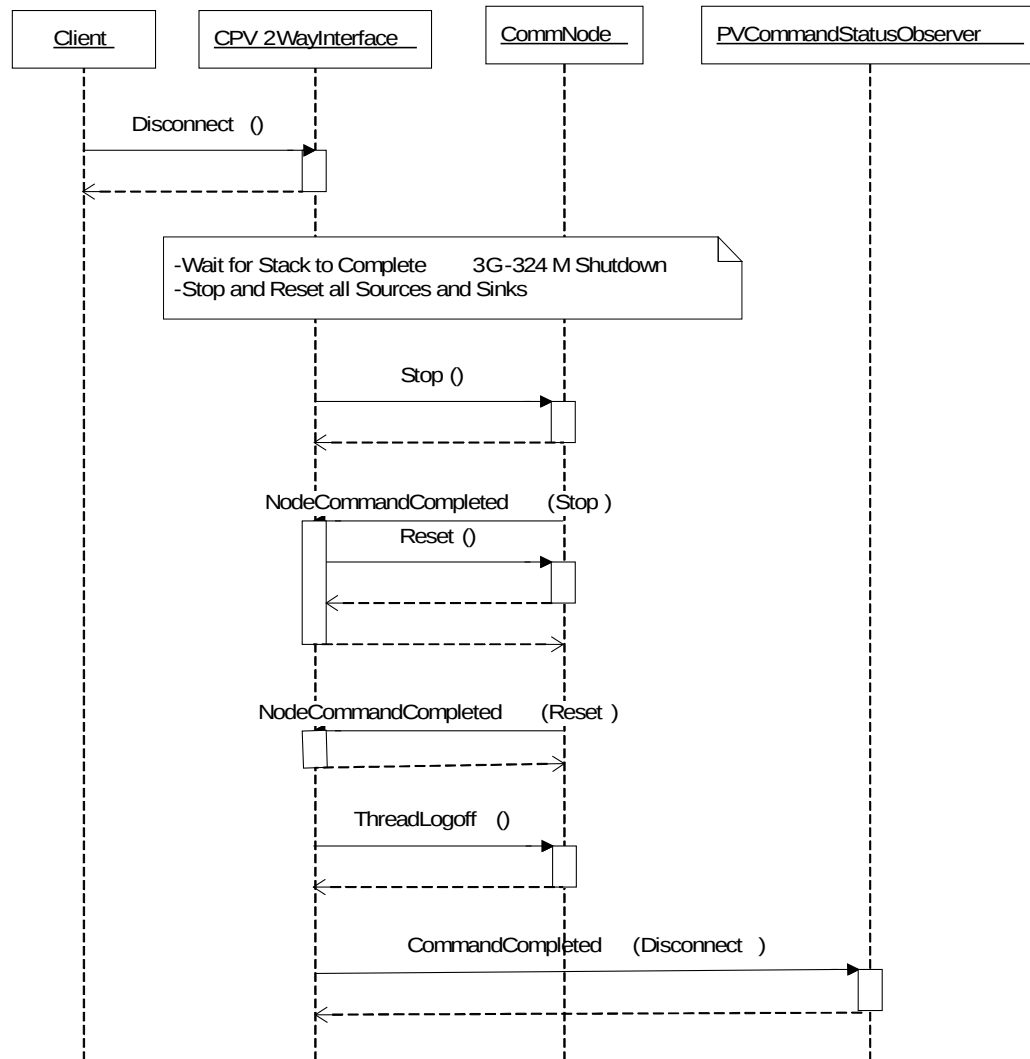 Client
CPV 2WayInterface
CommNode
PVCommandStatusObserver
Disconnect ()
-Wait for Stack to Complete 3G-324 M Shutdown
-Stop and Reset all Sources and Sinks
Stop ()
NodeCommandCompleted (Stop )
Reset ()
NodeCommandCompleted (Reset )
ThreadLogoff ()
CommandCompleted (Disconnect )